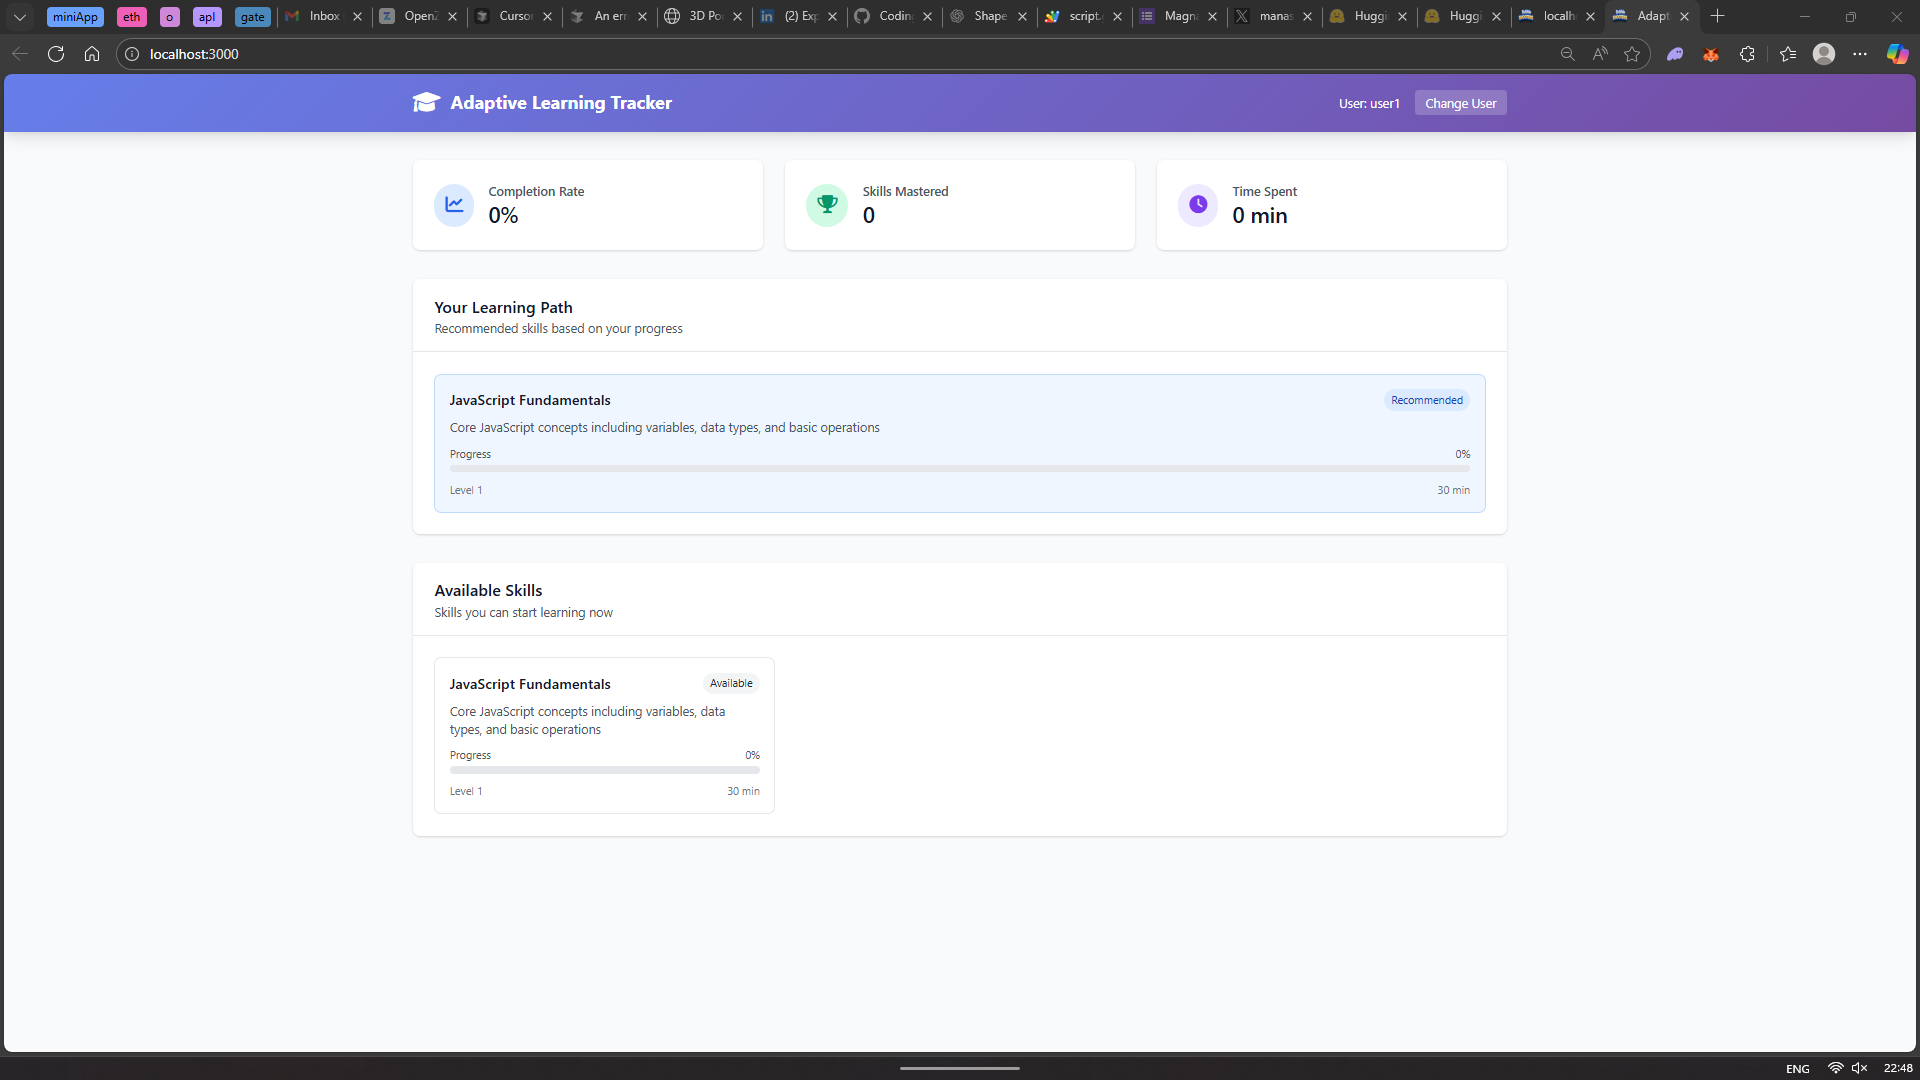 miniApp eth o apl gate Inbox OpenZ Cursor An err 3D Po (2) Exp Coding Shape script. Magna manas Huggi Huggi localh Adapt
localhost:3000
Adaptive Learning Tracker
User: user1 Change User
Completion Rate
0%
Skills Mastered
0
Time Spent
0 min
Your Learning Path
Recommended skills based on your progress
JavaScript Fundamentals Recommended
Core JavaScript concepts including variables, data types, and basic operations
Progress 0%
Level 1 30 min
Available Skills
Skills you can start learning now
JavaScript Fundamentals Available
Core JavaScript concepts including variables, data
types, and basic operations
Progress 0%
Level 1 30 min
ENG 22:48